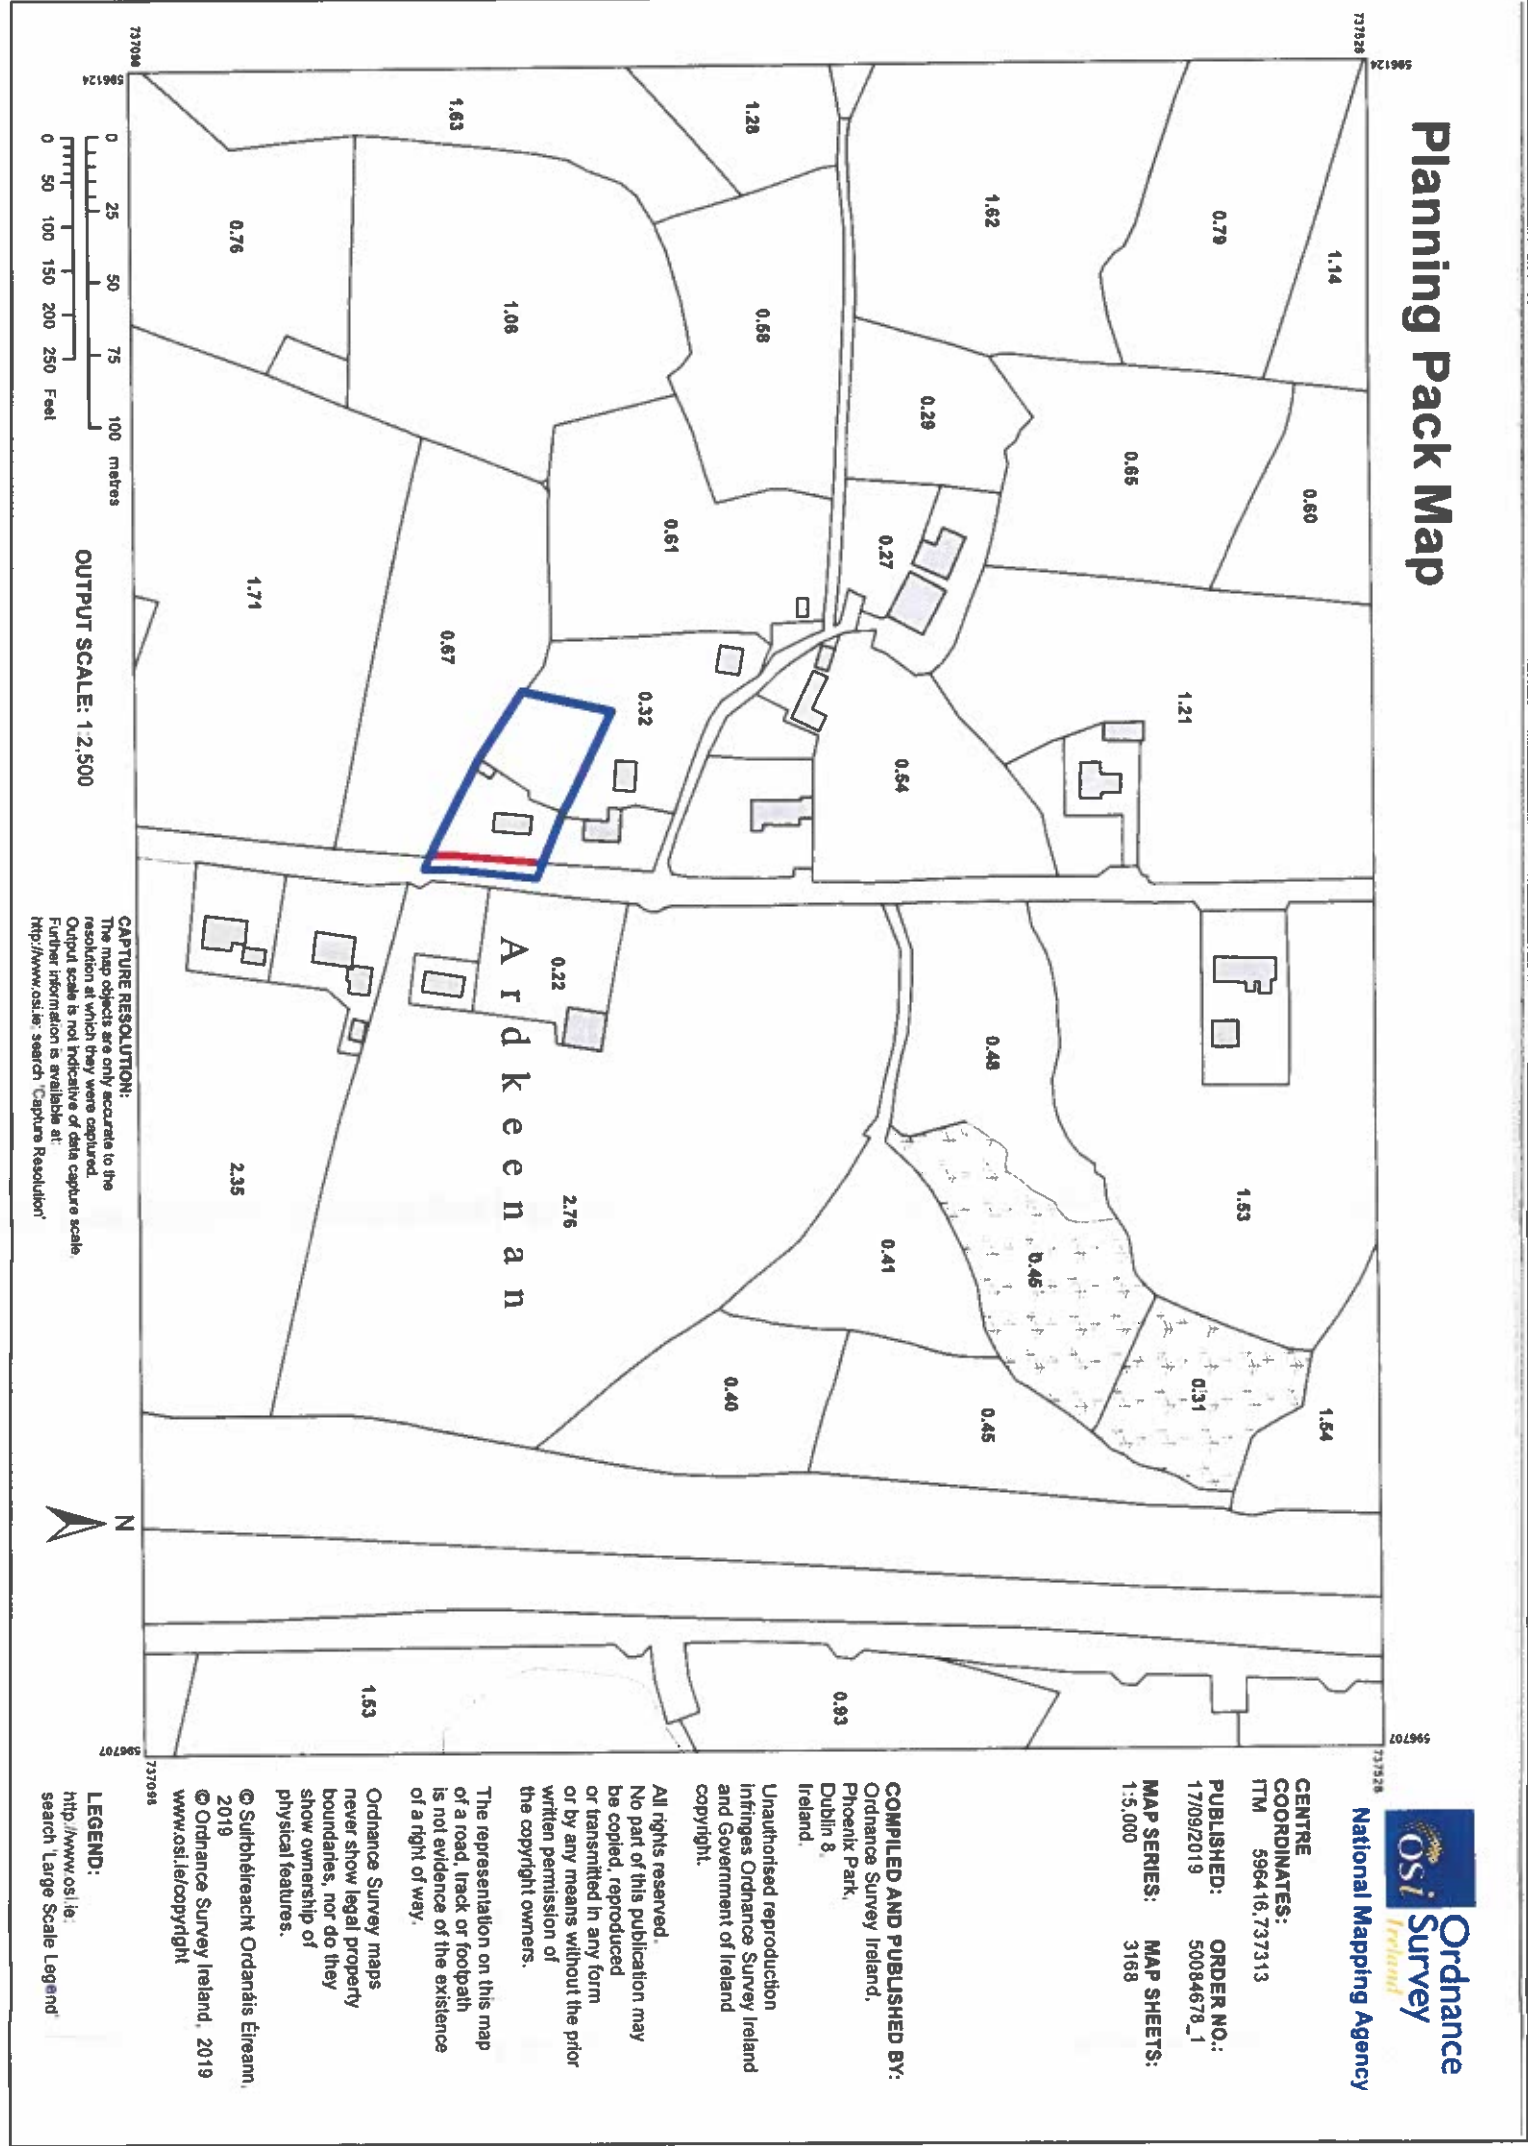 Planning Pack Map
Ordnance
Survey
Ireland
OSi
National Mapping Agency
737528
596124
596707
737528
CENTRE
COORDINATES:
ITM 596416,737313
PUBLISHED: ORDER NO.:
17/09/2019 50084678_1
MAP SERIES: MAP SHEETS:
1:5,000 3168
COMPILED AND PUBLISHED BY:
Ordnance Survey Ireland,
Phoenix Park,
Dublin 8,
Ireland.
Unauthorised reproduction
infringes Ordnance Survey Ireland
and Government of Ireland
copyright.
All rights reserved.
No part of this publication may
be copied, reproduced
or transmitted in any form
or by any means without the prior
written permission of
the copyright owners.
The representation on this map
of a road, track or footpath
is not evidence of the existence
of a right of way.
Ordnance Survey maps
never show legal property
boundaries, nor do they
show ownership of
physical features.
© Suirbhéireacht Ordanáis Éireann,
2019
© Ordnance Survey Ireland, 2019
www.osi.ie/copyright
LEGEND:
http://www.osi.ie;
search 'Large Scale Legend'
1.14
1.54
0.60
1.53
0.79
0.31
1.21
0.65
1.62
0.48
0.45
0.29
0.54
0.41
0.27
0.93
0.58
1.28
0.40
0.61
0.32
2.76
0.22
1.06
Ardkeenan
1.63
0.67
1.53
1.71
0.76
2.35
737098
596124
596707
737098
0 25 50 75 100 metres
0 50 100 150 200 250 Feet
OUTPUT SCALE: 1:2,500
CAPTURE RESOLUTION:
The map objects are only accurate to the
resolution at which they were captured.
Output scale is not indicative of data capture scale.
Further information is available at:
http://www.osi.ie; search 'Capture Resolution'
N